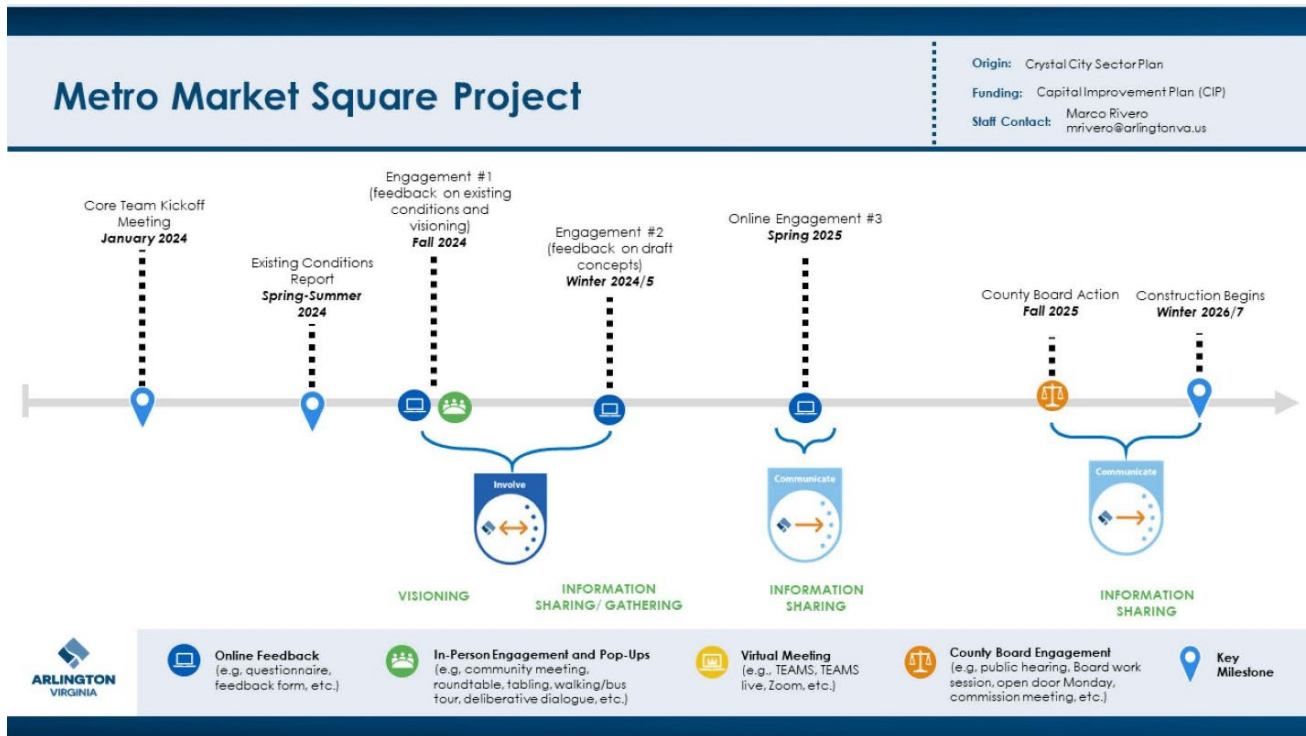 Metro Market Square Project
Origin: Crystal City Sector Plan
Funding: Capital Improvement Plan (CIP)
Staff Contact: Marco Rivero
mrivero@arlingtonva.us
Core Team Kickoff
Meeting
January 2024
Existing Conditions
Report
Spring-Summer
2024
Engagement #1
(feedback on existing
conditions and
visioning)
Fall 2024
Engagement #2
(feedback on draft
concepts)
Winter 2024/5
Online Engagement #3
Spring 2025
County Board Action
Fall 2025
Construction Begins
Winter 2026/7
Involve
Communicate
Communicate
VISIONING
INFORMATION
SHARING/ GATHERING
INFORMATION
SHARING
INFORMATION
SHARING
ARLINGTON
VIRGINIA
Online Feedback
(e.g. questionnaire,
feedback form, etc.)
In-Person Engagement and Pop-Ups
(e.g., community meeting,
roundtable, tabling, walking/bus
tour, deliberative dialogue, etc.)
Virtual Meeting
(e.g., TEAMS, TEAMS
live, Zoom, etc.)
County Board Engagement
(e.g., public hearing, Board work
session, open door Monday,
commission meeting, etc.)
Key
Milestone